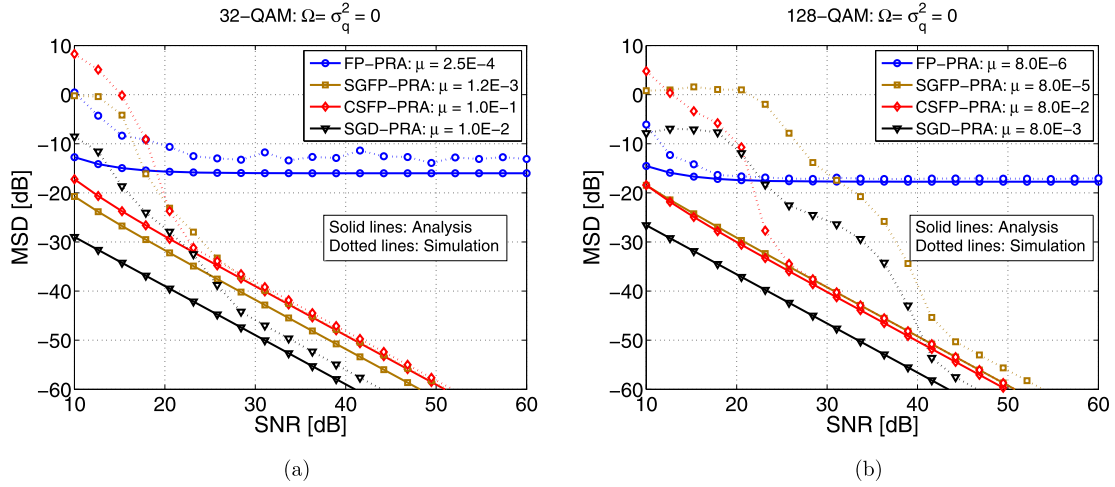 32−QAM: Ω= σ_q^2 = 0
MSD [dB]
10
0
−10
−20
−30
−40
−50
−60
FP−PRA: μ = 2.5E−4
SGFP−PRA: μ = 1.2E−3
CSFP−PRA: μ = 1.0E−1
SGD−PRA: μ = 1.0E−2
Solid lines: Analysis
Dotted lines: Simulation
10 20 30 40 50 60
SNR [dB]
(a)
128−QAM: Ω= σ_q^2 = 0
MSD [dB]
10
0
−10
−20
−30
−40
−50
−60
FP−PRA: μ = 8.0E−6
SGFP−PRA: μ = 8.0E−5
CSFP−PRA: μ = 8.0E−2
SGD−PRA: μ = 8.0E−3
Solid lines: Analysis
Dotted lines: Simulation
10 20 30 40 50 60
SNR [dB]
(b)